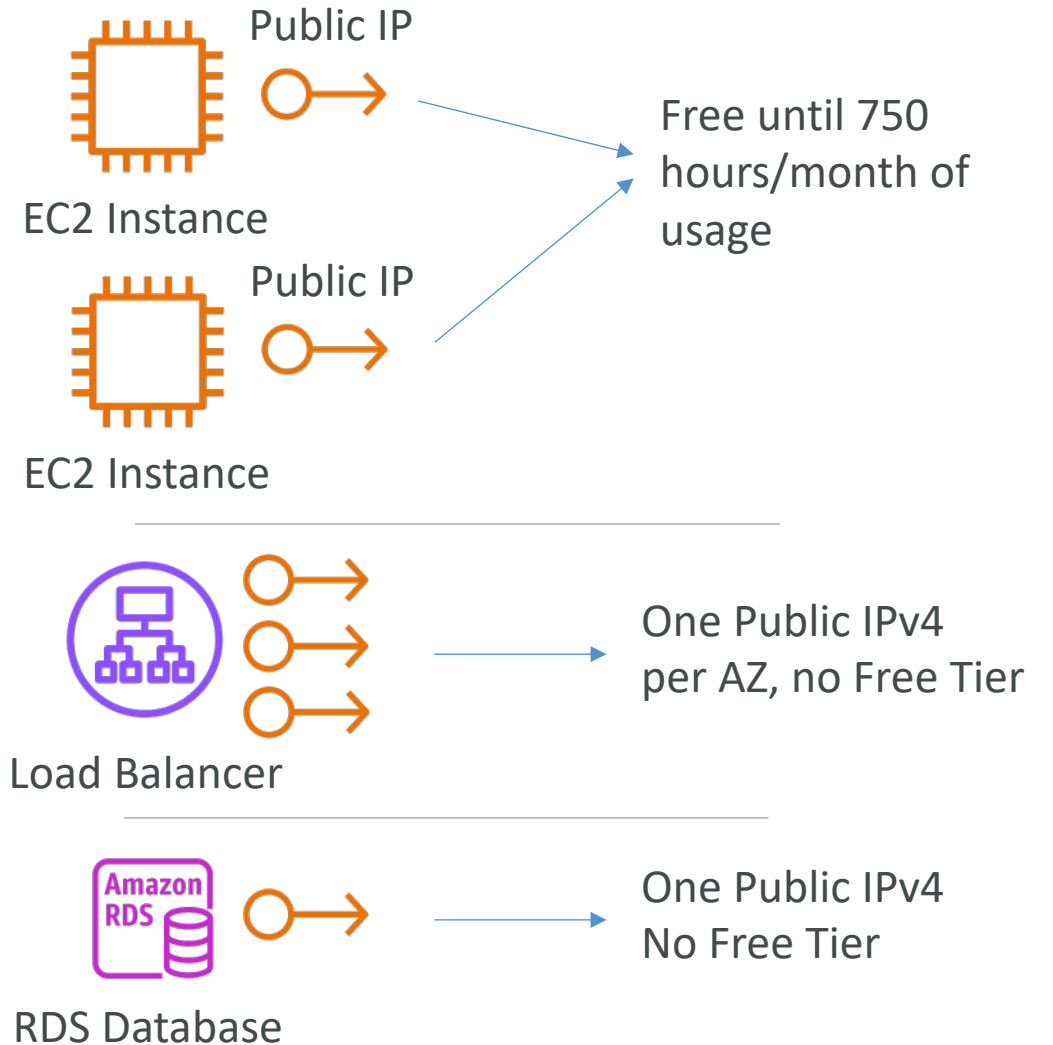 Public IP
EC2 Instance
Free until 750
hours/month of
usage
Public IP
EC2 Instance
Load Balancer
One Public IPv4
per AZ, no Free Tier
Amazon
RDS
RDS Database
One Public IPv4
No Free Tier